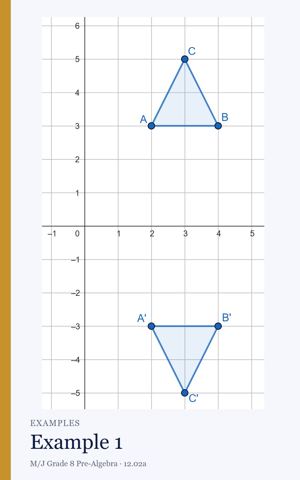 6
C
5
4
A
B
3
2
1
−1 0 1 2 3 4 5
−1
−2
A'
B'
−3
−4
−5
C'
EXAMPLES
Example 1
M/J Grade 8 Pre-Algebra · 12.02a